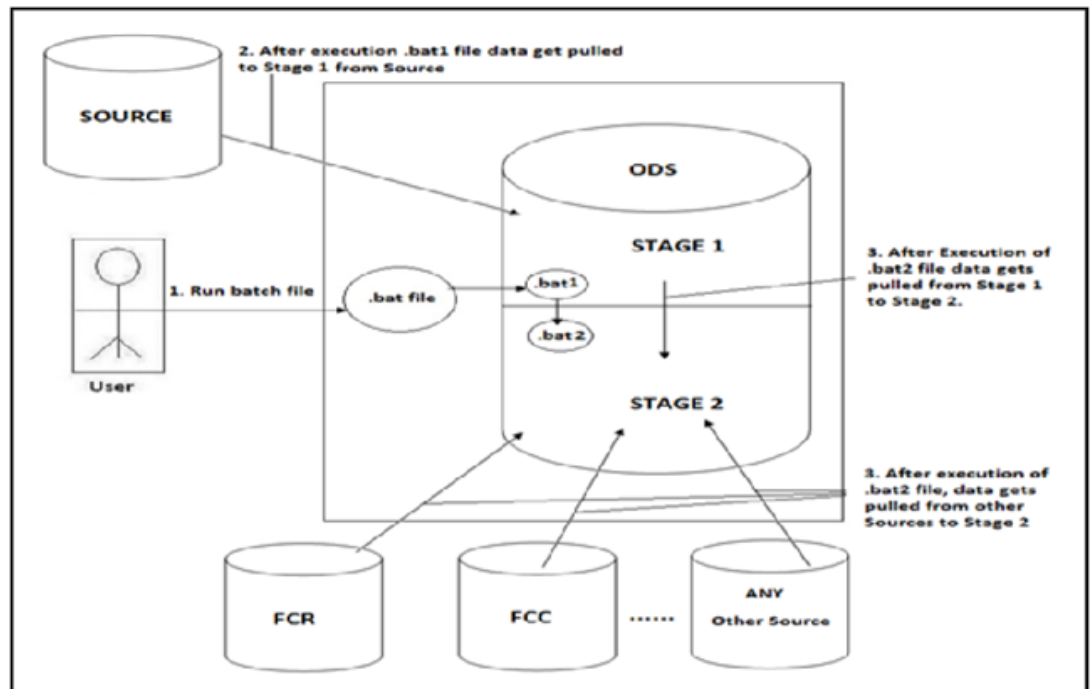 2. After execution .bat1 file data get pulled
to Stage 1 from Source
SOURCE
ODS
STAGE 1
1. Run batch file
.bat file
.bat1
.bat2
3. After Execution of
.bat2 file data gets
pulled from Stage 1
to Stage 2.
User
STAGE 2
3. After execution of
.bat2 file, data gets
pulled from other
Sources to Stage 2
FCR
FCC
......
ANY
Other Source